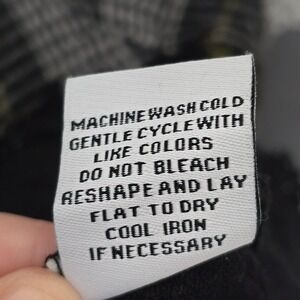 MACHINE WASH COLD
GENTLE CYCLE WITH
LIKE COLORS
DO NOT BLEACH
RESHAPE AND LAY
FLAT TO DRY
COOL IRON
IF NECESSARY